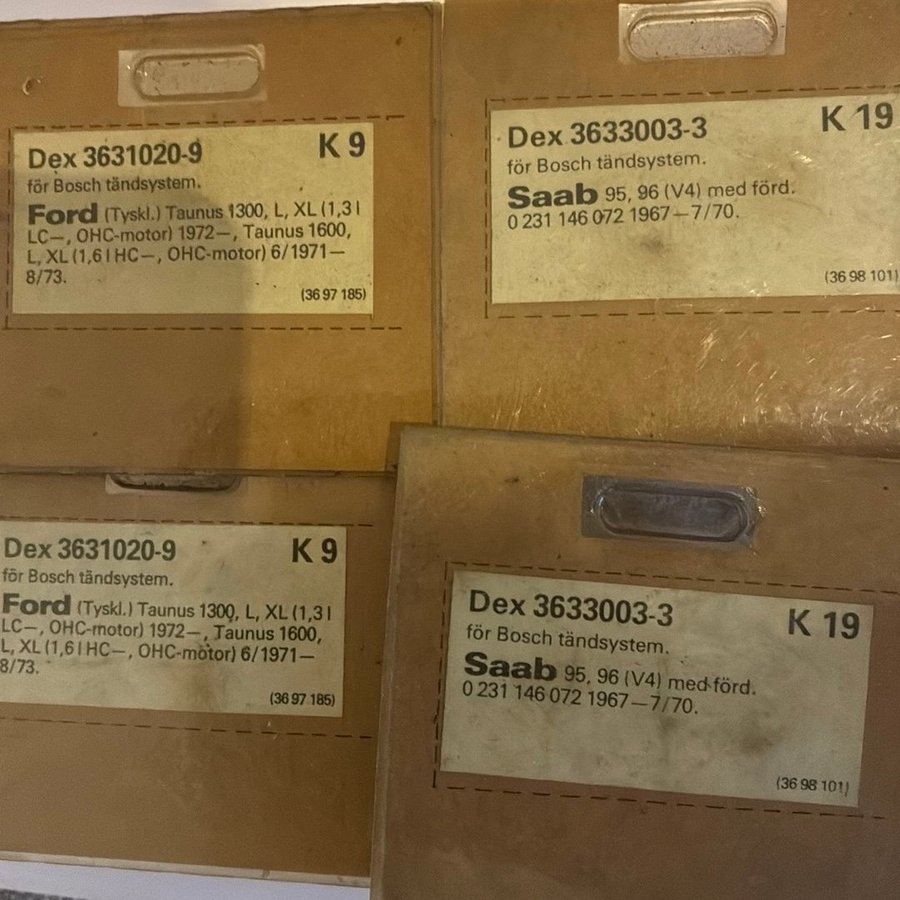 Dex 3631020-9 K 9
för Bosch tändsystem.
Ford (Tyskl.) Taunus 1300, L, XL (1,3 l
LC—, OHC-motor) 1972—, Taunus 1600,
L, XL (1,6 l HC—, OHC-motor) 6/1971—
8/73.
(36 97 185)
Dex 3633003-3 K 19
för Bosch tändsystem.
Saab 95, 96 (V4) med förd.
0 231 146 072 1967—7/70.
(36 98 101)
Dex 3631020-9 K 9
för Bosch tändsystem.
Ford (Tyskl.) Taunus 1300, L, XL (1,3 l
LC—, OHC-motor) 1972—, Taunus 1600,
L, XL (1,6 l HC—, OHC-motor) 6/1971—
8/73.
(36 97 185)
Dex 3633003-3 K 19
för Bosch tändsystem.
Saab 95, 96 (V4) med förd.
0 231 146 072 1967—7/70.
(36 98 101)